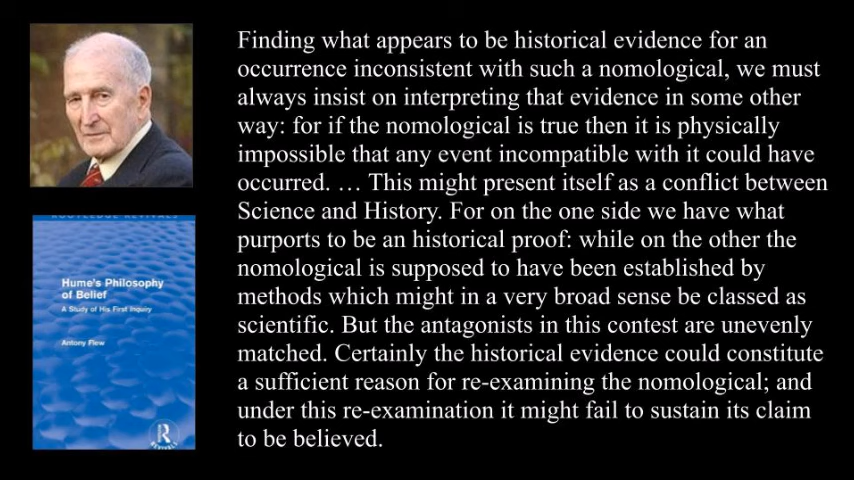 Finding what appears to be historical evidence for an
occurrence inconsistent with such a nomological, we must
always insist on interpreting that evidence in some other
way: for if the nomological is true then it is physically
impossible that any event incompatible with it could have
occurred. … This might present itself as a conflict between
Science and History. For on the one side we have what
purports to be an historical proof: while on the other the
nomological is supposed to have been established by
methods which might in a very broad sense be classed as
scientific. But the antagonists in this contest are unevenly
matched. Certainly the historical evidence could constitute
a sufficient reason for re-examining the nomological; and
under this re-examination it might fail to sustain its claim
to be believed.
ROUTLEDGE REVIVALS
Hume's Philosophy
of Belief
A Study of His First Inquiry
Antony Flew
R
REVIVALS